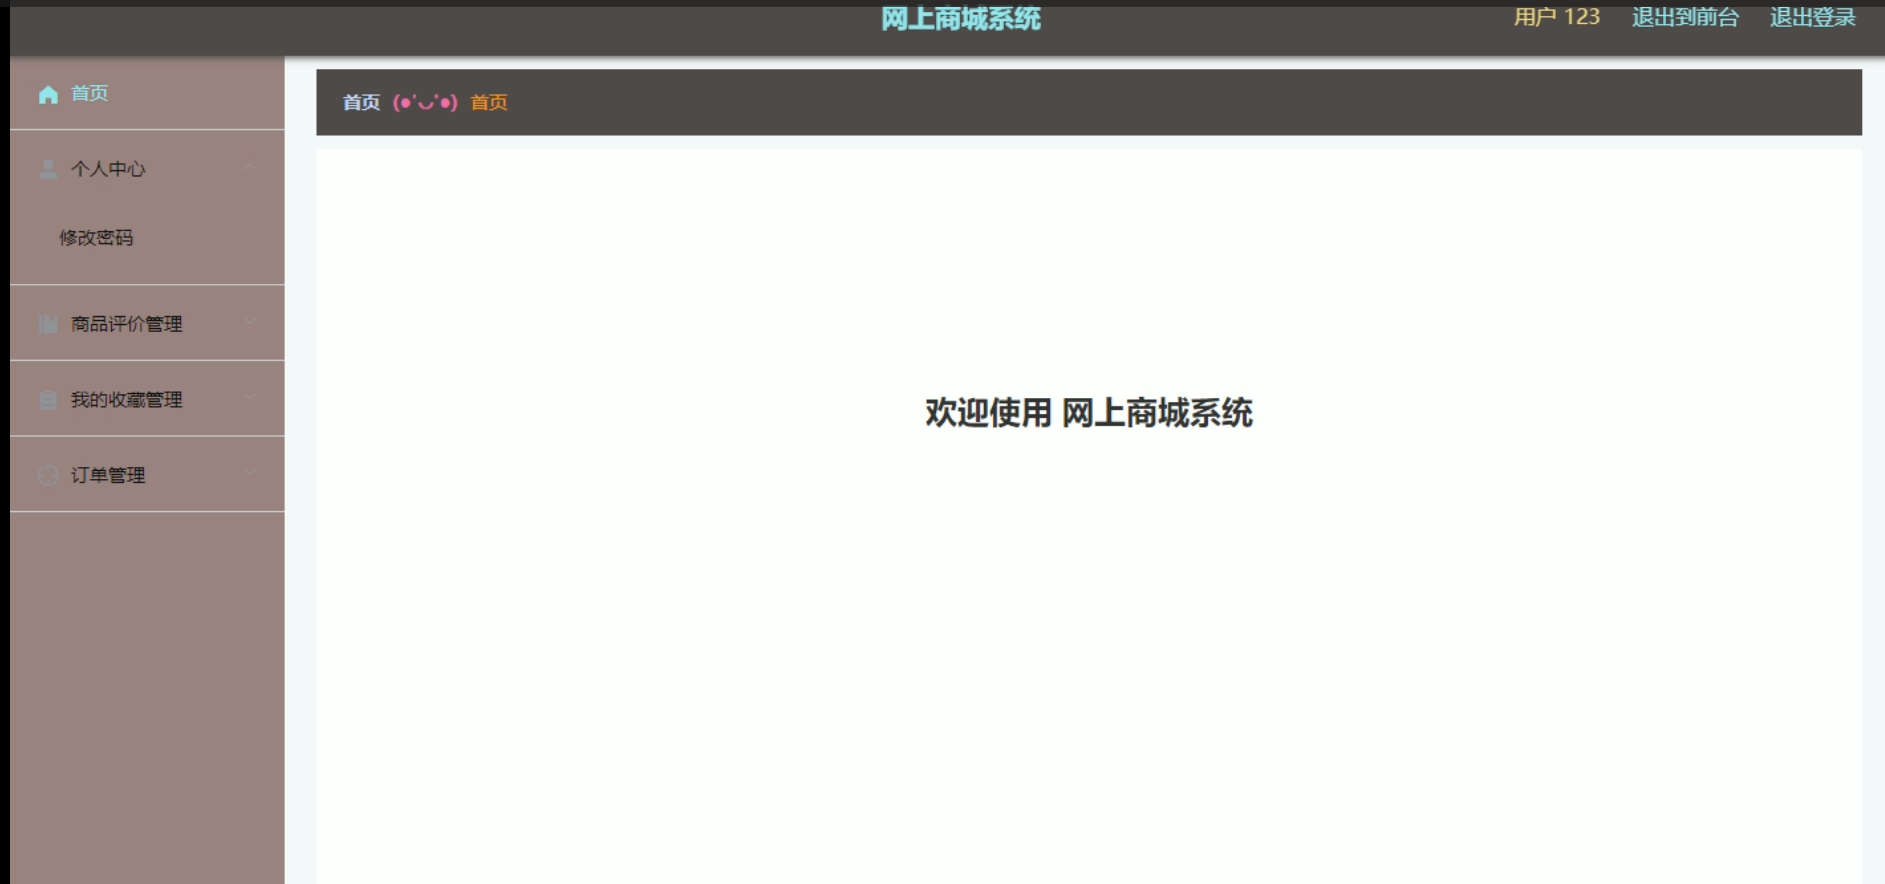 网上商城系统
用户 123 退出到前台 退出登录
首页
首页 (●'◡'●) 首页
个人中心
修改密码
商品评价管理
我的收藏管理
订单管理
欢迎使用 网上商城系统